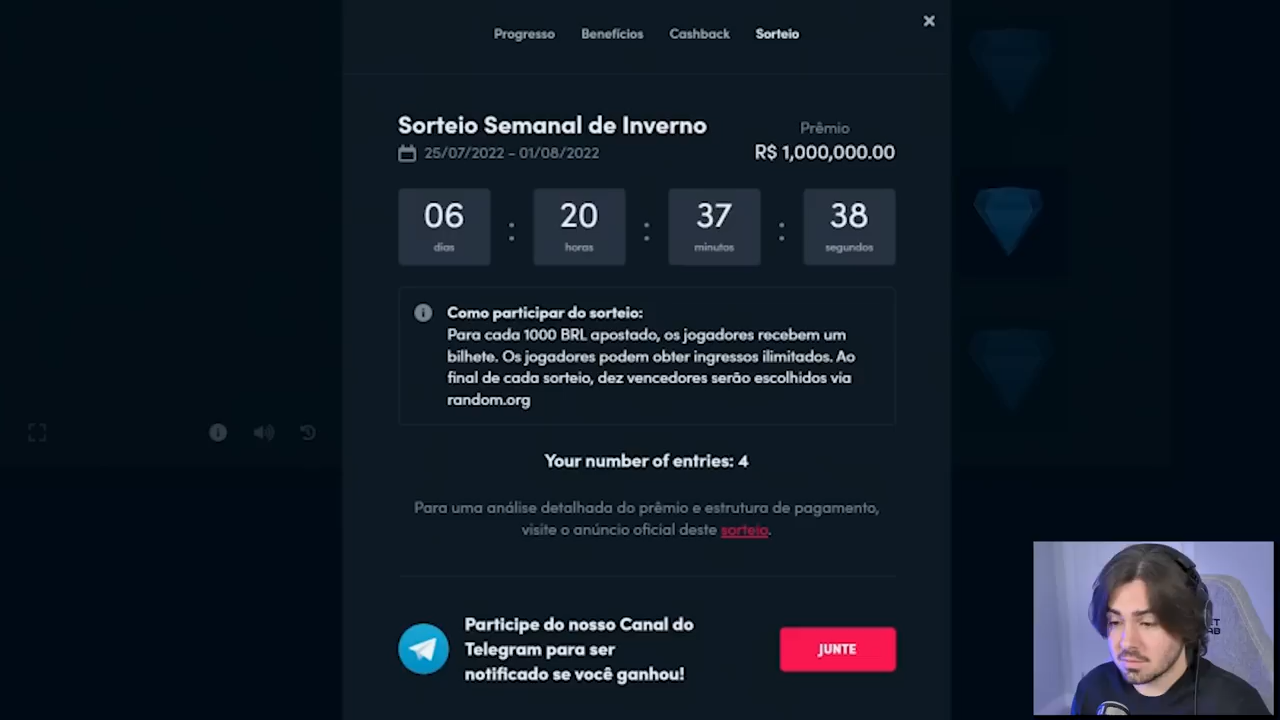 Progresso Benefícios Cashback Sorteio
Sorteio Semanal de Inverno
25/07/2022 - 01/08/2022
Prêmio
R$ 1,000,000.00
06 : 20 : 37 : 38
dias horas minutos segundos
Como participar do sorteio:
Para cada 1000 BRL apostado, os jogadores recebem um
bilhete. Os jogadores podem obter ingressos ilimitados. Ao
final de cada sorteio, dez vencedores serão escolhidos via
random.org
Your number of entries: 4
Para uma análise detalhada do prêmio e estrutura de pagamento,
visite o anúncio oficial deste sorteio.
Participe do nosso Canal do
Telegram para ser
notificado se você ganhou!
JUNTE